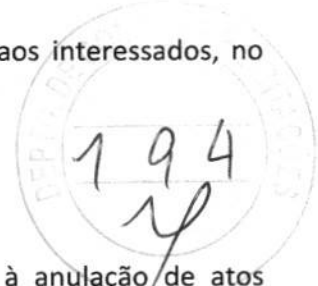 aos interessados, no
194
à anulação de atos